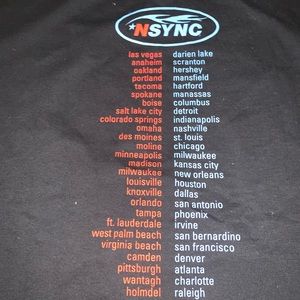 *NSYNC
las vegas darien lake
anaheim scranton
oakland hershey
portland mansfield
tacoma hartford
spokane manassas
boise columbus
salt lake city detroit
colorado springs indianapolis
omaha nashville
des moines st. louis
moline chicago
minneapolis milwaukee
madison kansas city
milwaukee new orleans
louisville houston
knoxville dallas
orlando san antonio
tampa phoenix
ft. lauderdale irvine
west palm beach san bernardino
virginia beach san francisco
camden denver
pittsburgh atlanta
wantagh charlotte
holmdel raleigh